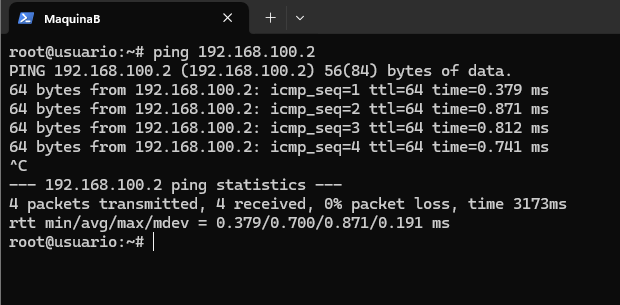 MaquinaB
root@usuario:~# ping 192.168.100.2
PING 192.168.100.2 (192.168.100.2) 56(84) bytes of data.
64 bytes from 192.168.100.2: icmp_seq=1 ttl=64 time=0.379 ms
64 bytes from 192.168.100.2: icmp_seq=2 ttl=64 time=0.871 ms
64 bytes from 192.168.100.2: icmp_seq=3 ttl=64 time=0.812 ms
64 bytes from 192.168.100.2: icmp_seq=4 ttl=64 time=0.741 ms
^C
--- 192.168.100.2 ping statistics ---
4 packets transmitted, 4 received, 0% packet loss, time 3173ms
rtt min/avg/max/mdev = 0.379/0.700/0.871/0.191 ms
root@usuario:~#